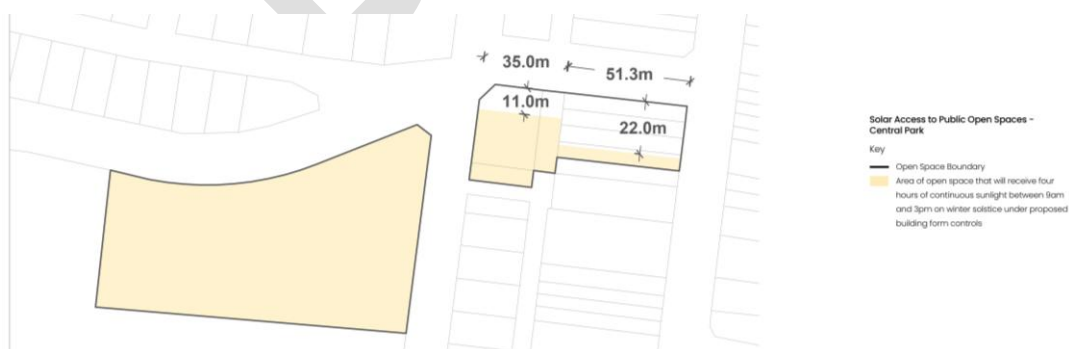 35.0m
51.3m
11.0m
22.0m
Solar Access to Public Open Spaces -
Central Park
Key
Open Space Boundary
Area of open space that will receive four
hours of continuous sunlight between 9am
and 3pm on winter solstice under proposed
building form controls